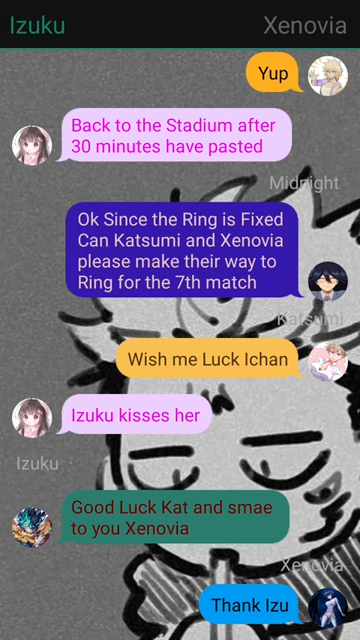 Izuku
Xenovia
Yup
Back to the Stadium after
30 minutes have pasted
Midnight
Ok Since the Ring is Fixed
Can Katsumi and Xenovia
please make their way to
Ring for the 7th match
Katsumi
Wish me Luck Ichan
Izuku kisses her
Izuku
Good Luck Kat and smae
to you Xenovia
Xenovia
Thank Izu